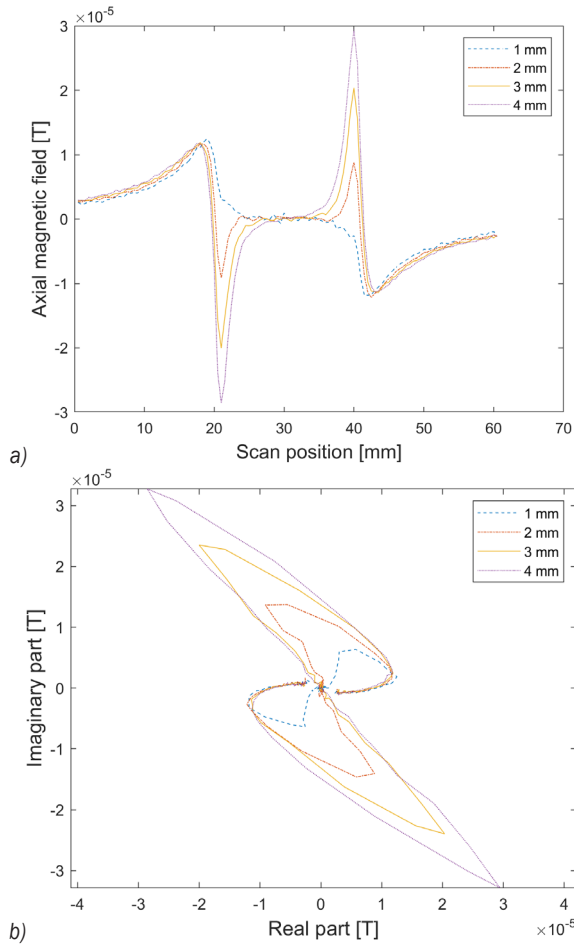 ×10⁻⁵
3
2
1
0
-1
-2
-3
Axial magnetic field [T]
1 mm
2 mm
3 mm
4 mm
0 10 20 30 40 50 60 70
Scan position [mm]
a)
×10⁻⁵
3
2
1
0
-1
-2
-3
Imaginary part [T]
1 mm
2 mm
3 mm
4 mm
-4 -3 -2 -1 0 1 2 3 4
Real part [T]
×10⁻⁵
b)